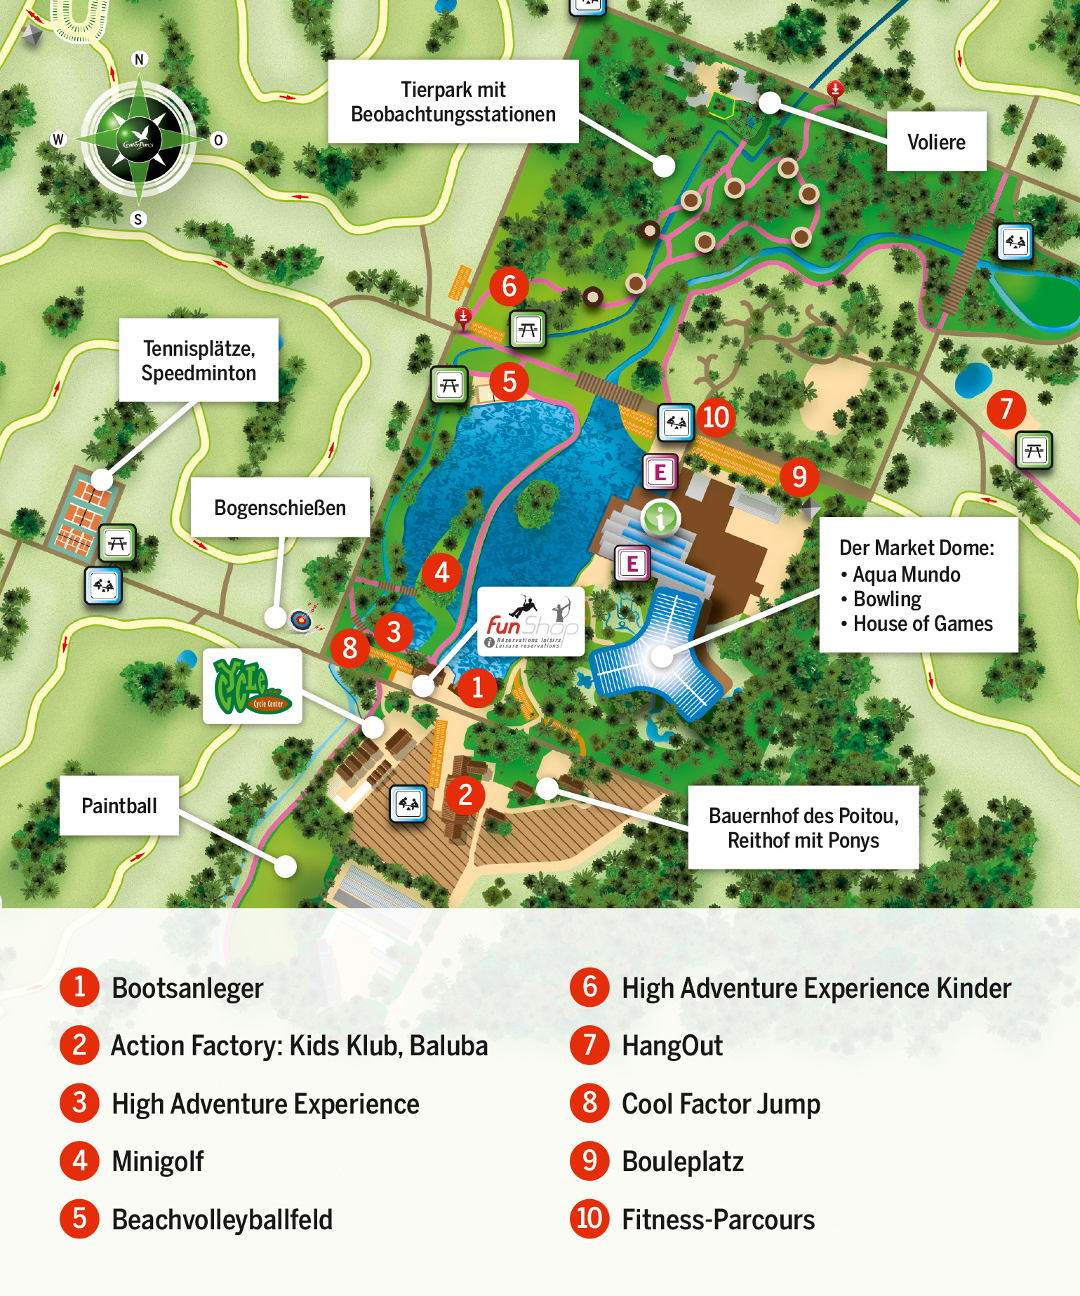 N
W
O
S
CenterParcs
Tierpark mit
Beobachtungsstationen
Voliere
6
Tennisplätze,
Speedminton
5
7
10
E
9
Bogenschießen
i
Der Market Dome:
• Aqua Mundo
• Bowling
• House of Games
E
4
funShop
i Réservations loisirs
Leisure reservations!
3
8
CYCLE
Cycle Center
1
Paintball
2
Bauernhof des Poitou,
Reithof mit Ponys
1 Bootsanleger
2 Action Factory: Kids Klub, Baluba
3 High Adventure Experience
4 Minigolf
5 Beachvolleyballfeld
6 High Adventure Experience Kinder
7 HangOut
8 Cool Factor Jump
9 Bouleplatz
10 Fitness-Parcours